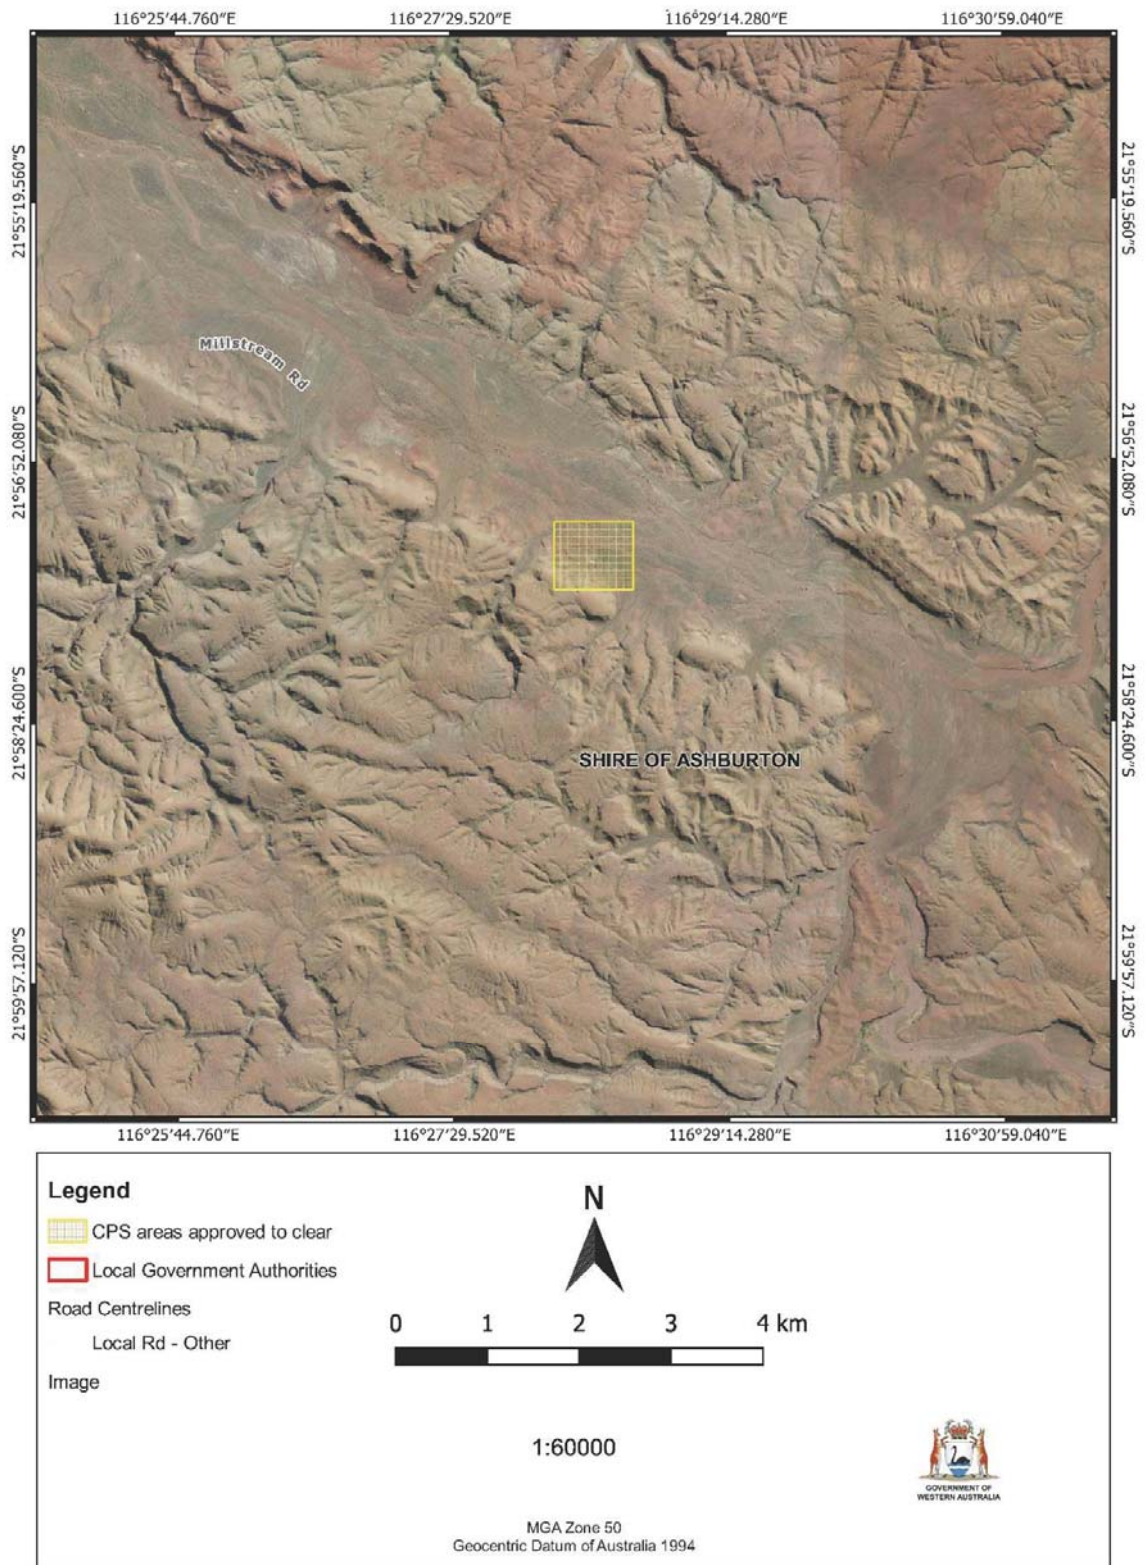 116°25′44.760″E 116°27′29.520″E 116°29′14.280″E 116°30′59.040″E
21°55′19.560″S
21°55′19.560″S
Millstream Rd
21°56′52.080″S
21°56′52.080″S
21°58′24.600″S
21°58′24.600″S
SHIRE OF ASHBURTON
21°59′57.120″S
21°59′57.120″S
116°25′44.760″E 116°27′29.520″E 116°29′14.280″E 116°30′59.040″E
Legend
CPS areas approved to clear
Local Government Authorities
Road Centrelines
Local Rd - Other
Image
N
0 1 2 3 4 km
1:60000
GOVERNMENT OF
WESTERN AUSTRALIA
MGA Zone 50
Geocentric Datum of Australia 1994